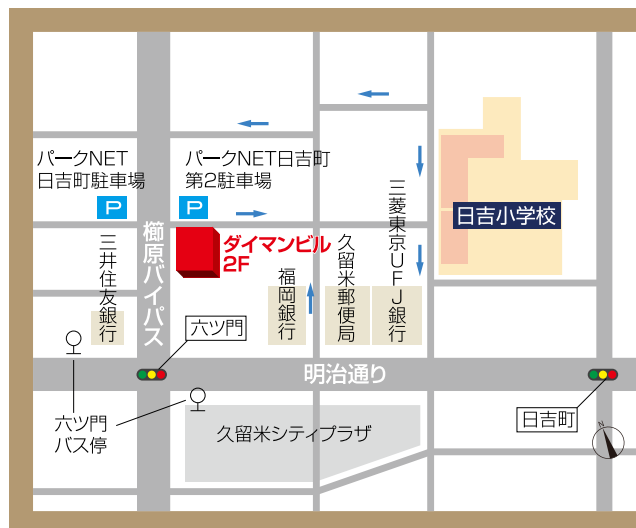 パークNET
日吉町駐車場
P
パークNET日吉町
第2駐車場
P
三井住友銀行
櫛原バイパス
ダイマンビル
2F
福岡銀行
久留米郵便局
三菱東京UFJ銀行
日吉小学校
六ツ門
明治通り
日吉町
六ツ門
バス停
久留米シティプラザ
N